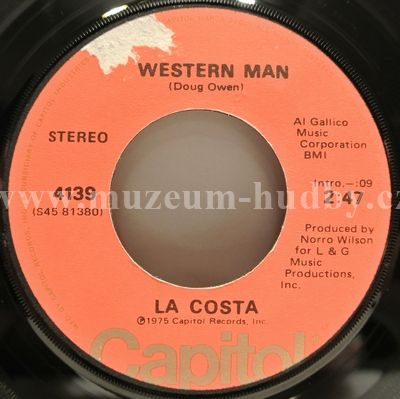 WESTERN MAN
(Doug Owen)
STEREO
Al Gallico
Music
Corporation
BMI
4139
(S45 81380)
Intro.–:09
2:47
www.muzeum-hudby.cz
Produced by
Norro Wilson
for L & G
Music
Productions,
Inc.
LA COSTA
℗1975 Capitol Records, Inc.
Capitol